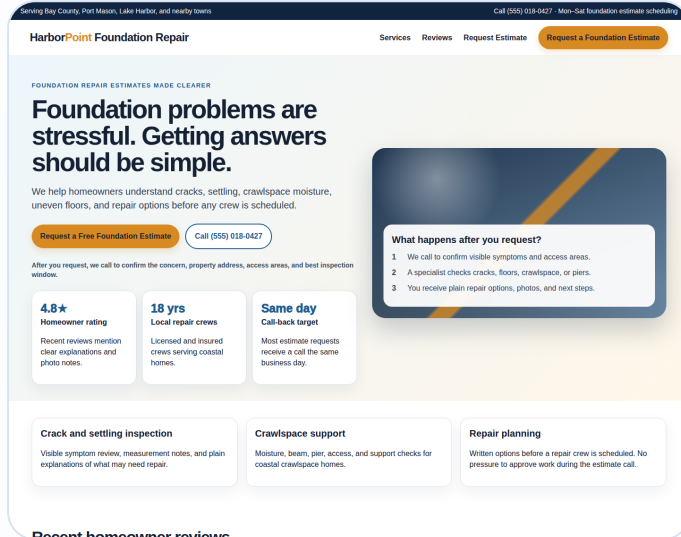 Serving Bay County, Port Mason, Lake Harbor, and nearby towns
Call (555) 018-0427 · Mon–Sat foundation estimate scheduling
HarborPoint Foundation Repair
Services
Reviews
Request Estimate
Request a Foundation Estimate
FOUNDATION REPAIR ESTIMATES MADE CLEARER
Foundation problems are
stressful. Getting answers
should be simple.
We help homeowners understand cracks, settling, crawlspace moisture,
uneven floors, and repair options before any crew is scheduled.
Request a Free Foundation Estimate
Call (555) 018-0427
After you request, we call to confirm the concern, property address, access areas, and best inspection
window.
4.8★
Homeowner rating
Recent reviews mention
clear explanations and
photo notes.
18 yrs
Local repair crews
Licensed and insured
crews serving coastal
homes.
Same day
Call-back target
Most estimate requests
receive a call the same
business day.
What happens after you request?
1 We call to confirm visible symptoms and access areas.
2 A specialist checks cracks, floors, crawlspace, or piers.
3 You receive plain repair options, photos, and next steps.
Crack and settling inspection
Visible symptom review, measurement notes, and plain
explanations of what may need repair.
Crawlspace support
Moisture, beam, pier, access, and support checks for
coastal crawlspace homes.
Repair planning
Written options before a repair crew is scheduled. No
pressure to approve work during the estimate call.
Recent homeowner reviews